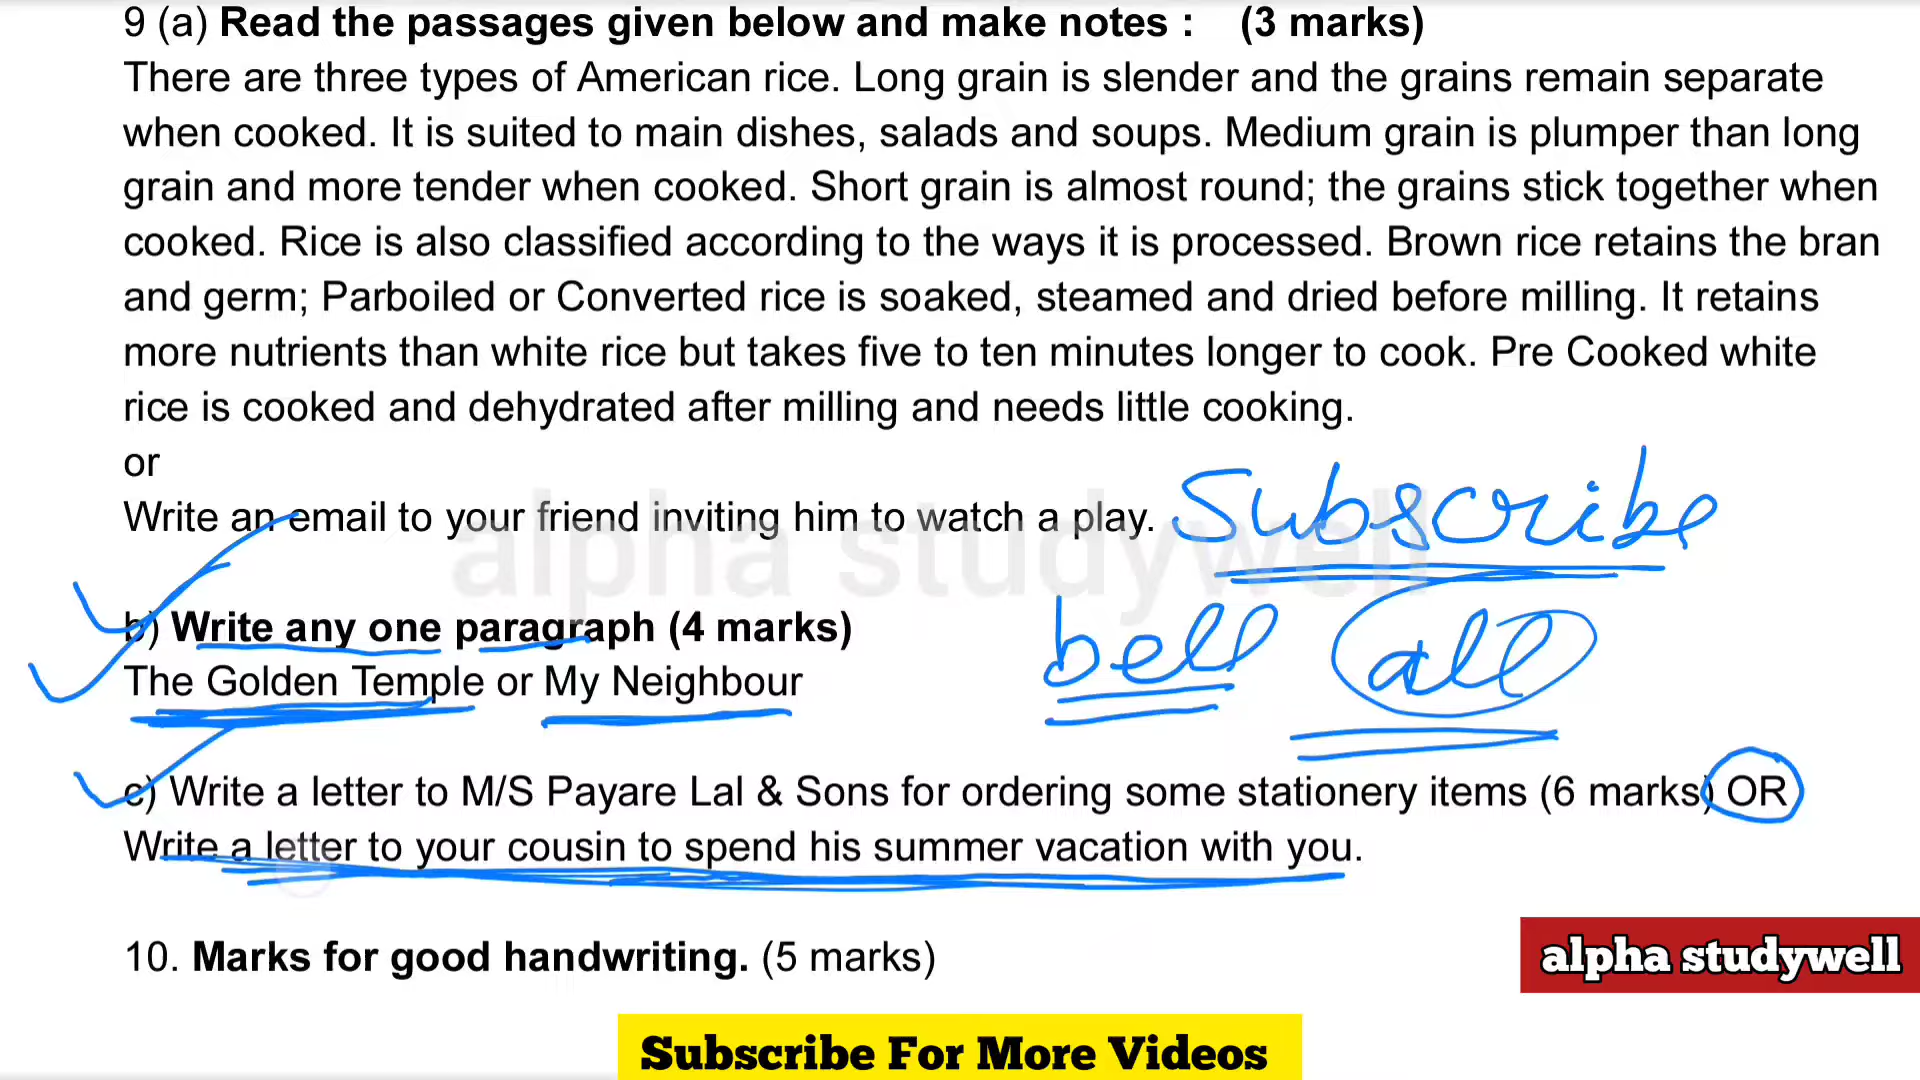 9 (a) Read the passages given below and make notes : (3 marks)
There are three types of American rice. Long grain is slender and the grains remain separate
when cooked. It is suited to main dishes, salads and soups. Medium grain is plumper than long
grain and more tender when cooked. Short grain is almost round; the grains stick together when
cooked. Rice is also classified according to the ways it is processed. Brown rice retains the bran
and germ; Parboiled or Converted rice is soaked, steamed and dried before milling. It retains
more nutrients than white rice but takes five to ten minutes longer to cook. Pre Cooked white
rice is cooked and dehydrated after milling and needs little cooking.
or
Write an email to your friend inviting him to watch a play. Subscribe
alpha studywell
b) Write any one paragraph (4 marks)
bell all
The Golden Temple or My Neighbour
c) Write a letter to M/S Payare Lal & Sons for ordering some stationery items (6 marks) OR
Write a letter to your cousin to spend his summer vacation with you.
10. Marks for good handwriting. (5 marks)
alpha studywell
Subscribe For More Videos